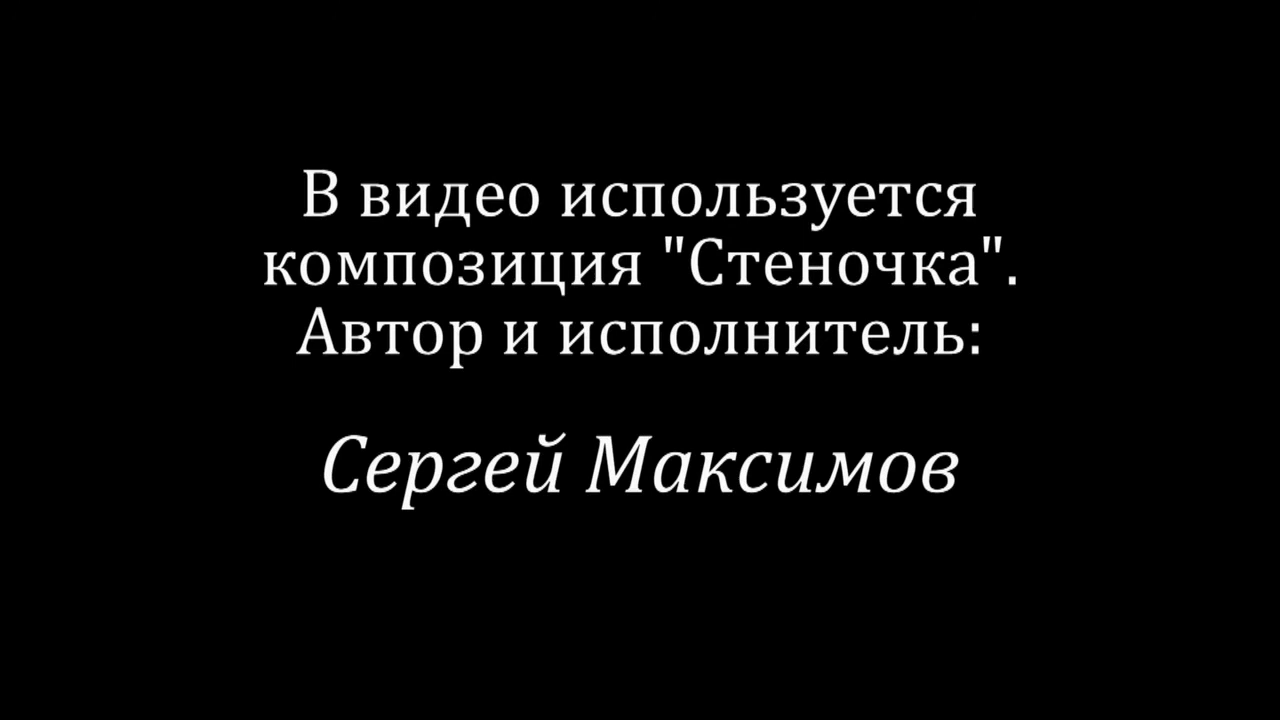 В видео используется
композиция "Стеночка".
Автор и исполнитель:
Сергей Максимов